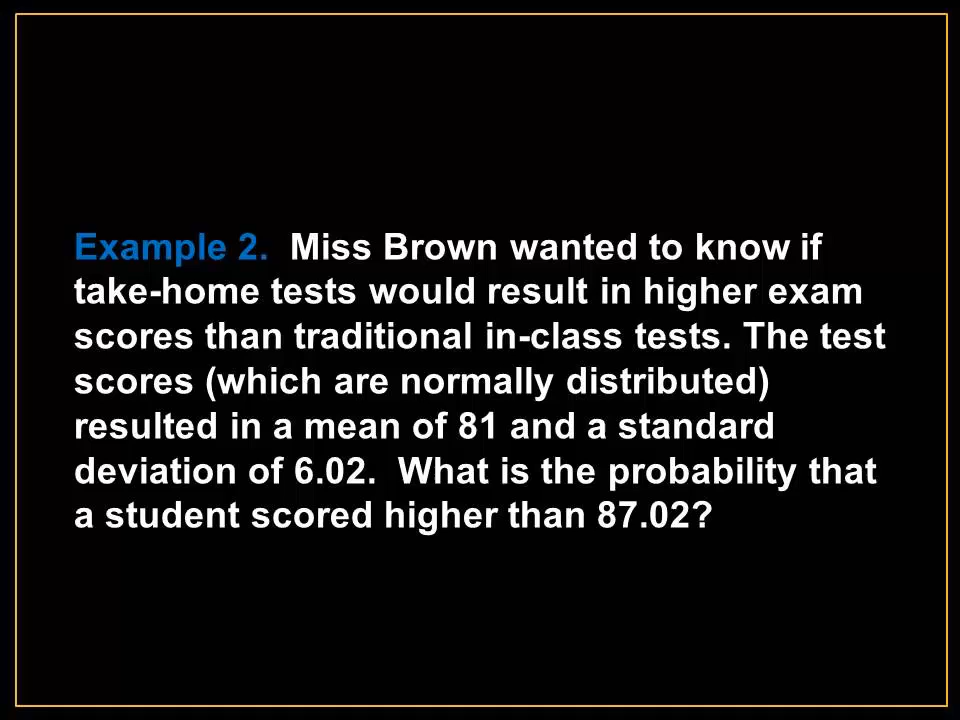 Example 2.  Miss Brown wanted to know if
take-home tests would result in higher exam
scores than traditional in-class tests. The test
scores (which are normally distributed)
resulted in a mean of 81 and a standard
deviation of 6.02.  What is the probability that
a student scored higher than 87.02?